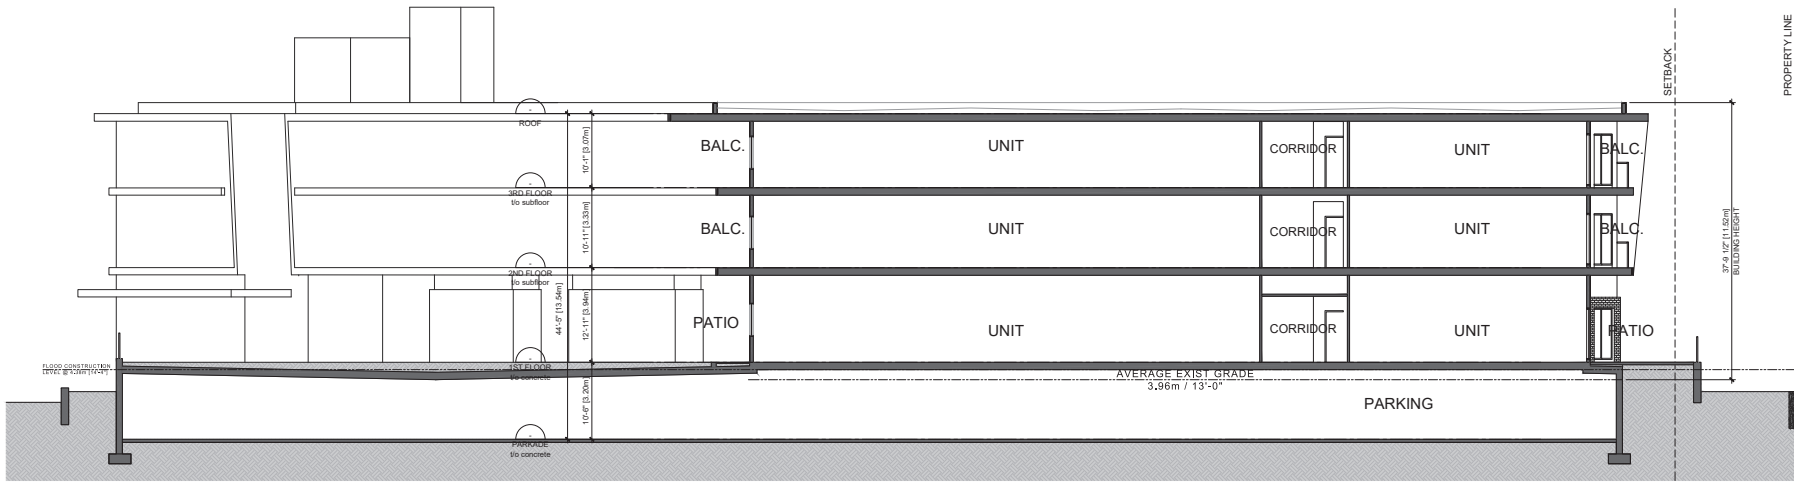 PROPERTY LINE
SETBACK
ROOF
BALC.
UNIT
CORRIDOR
UNIT
BALC.
10'-1" [3.07m]
3RD FLOOR
t/o subfloor
BALC.
UNIT
CORRIDOR
UNIT
BALC.
10'-11" [3.33m]
37'-9 1/2" [11.52m]
BUILDING HEIGHT
2ND FLOOR
t/o subfloor
44'-5" [13.54m]
12'-11" [3.94m]
PATIO
UNIT
CORRIDOR
UNIT
PATIO
FLOOD CONSTRUCTION
1ST FLOOR
t/o concrete
AVERAGE EXIST GRADE
3.96m / 13'-0"
10'-6" [3.20m]
PARKING
PARKADE
t/o concrete